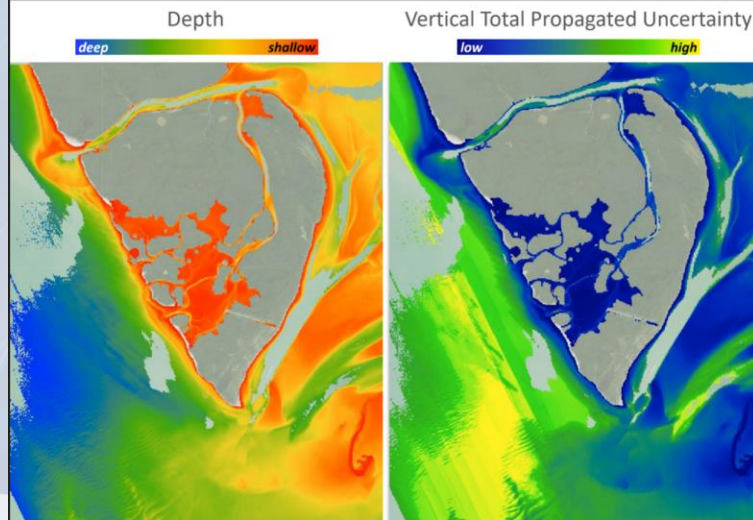 Depth
Vertical Total Propagated Uncertainty
deep
shallow
low
high